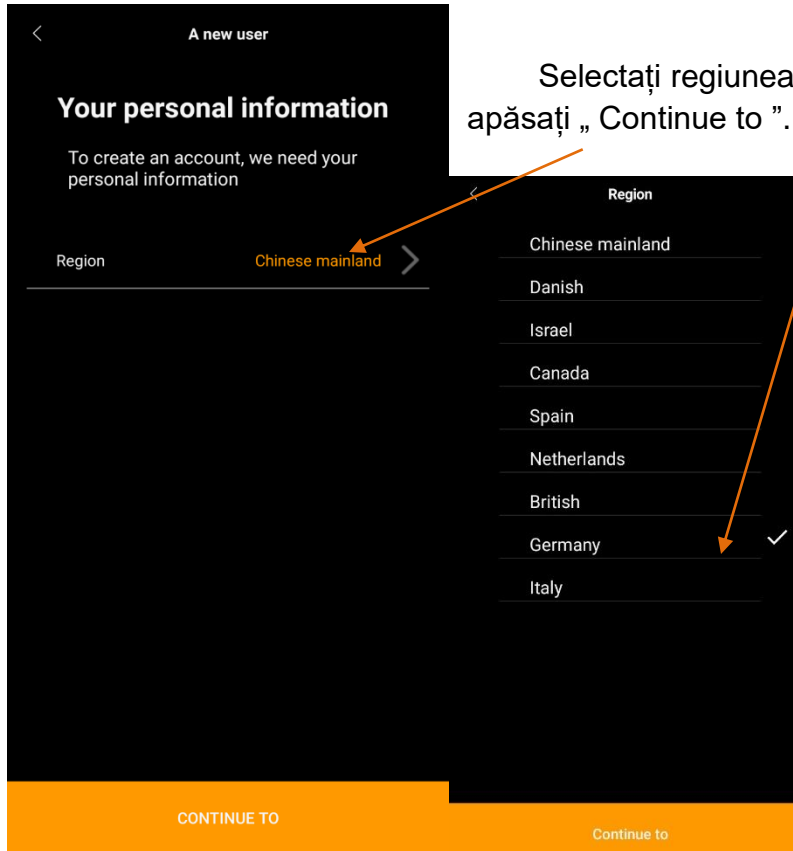 A new user
Your personal information
To create an account, we need your
personal information
Region Chinese mainland
CONTINUE TO
Selectați regiunea
apăsați „ Continue to ”.
Region
Chinese mainland
Danish
Israel
Canada
Spain
Netherlands
British
Germany
Italy
Continue to